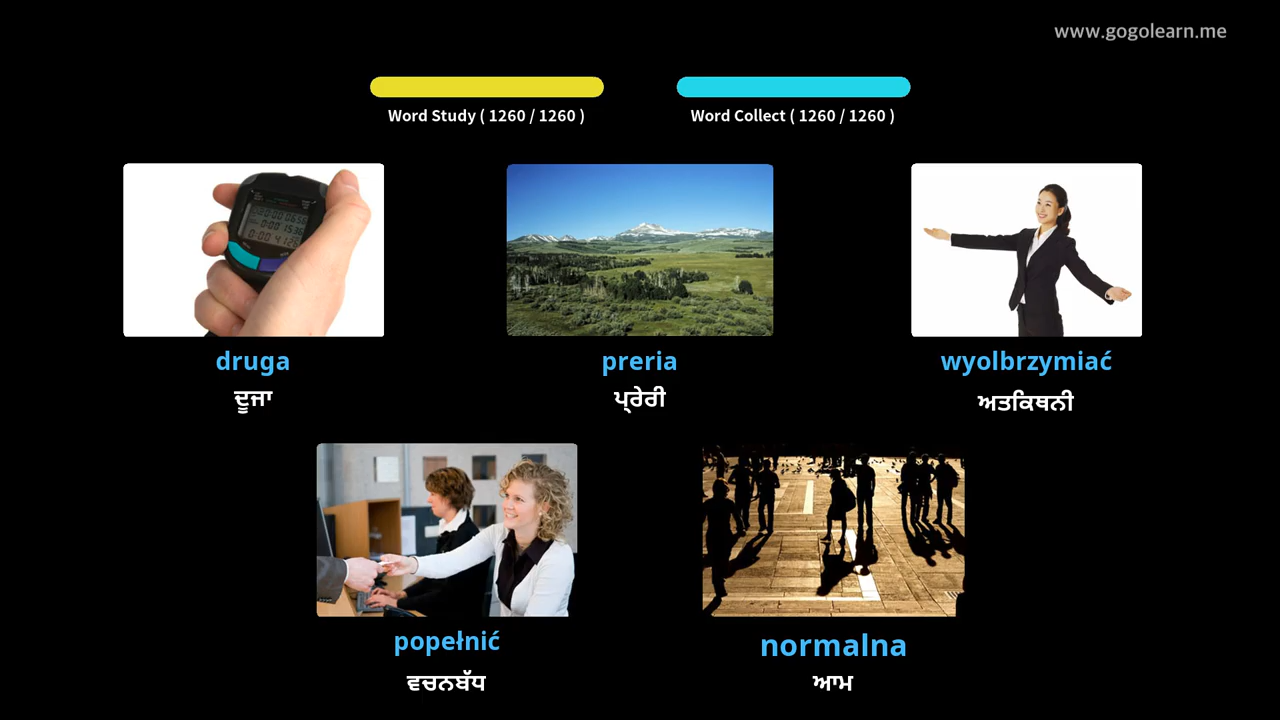 www.gogolearn.me
Word Study ( 1260 / 1260 )
Word Collect ( 1260 / 1260 )
druga
ਦੂਜਾ
preria
ਪ੍ਰੇਰੀ
wyolbrzymiać
ਅਤਕਿਥਨੀ
popełnić
ਵਚਨਬੱਧ
normalna
ਆਮ